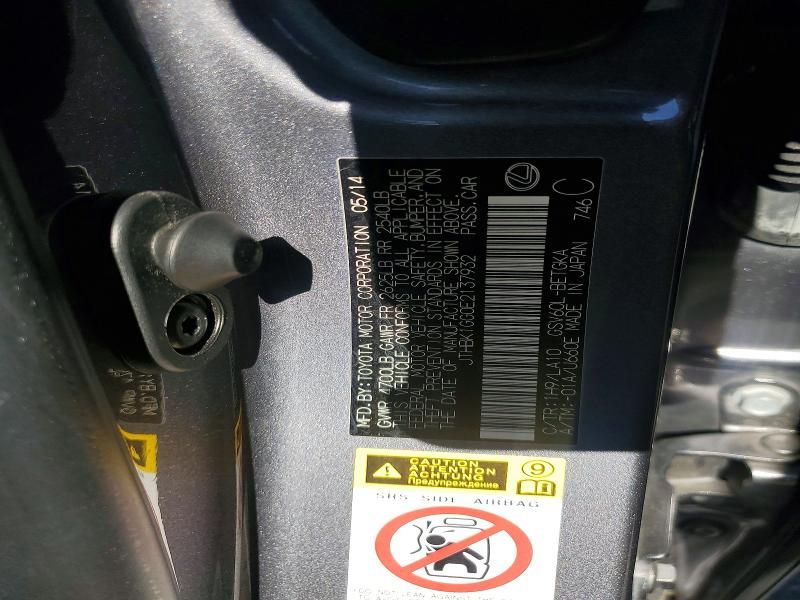 MFD.BY:TOYOTA MOTOR CORPORATION 05/14
GVWR 4700LB GAWR FR 2625LB RR 2540LB
THIS VEHICLE CONFORMS TO ALL APPLICABLE
FEDERAL MOTOR VEHICLE SAFETY, BUMPER, AND
THEFT PREVENTION STANDARDS IN EFFECT ON
THE DATE OF MANUFACTURE SHOWN ABOVE.
JTHBK1GG0E2137932 PASS.CAR
C/TR:1H9/LA10 GSV60L-BETGKA
A/TM:-01A/U660E MADE IN JAPAN 746 C
CAUTION
ATTENTION
ACHTUNG
Предупреждение
9
SRS SIDE AIRBAG